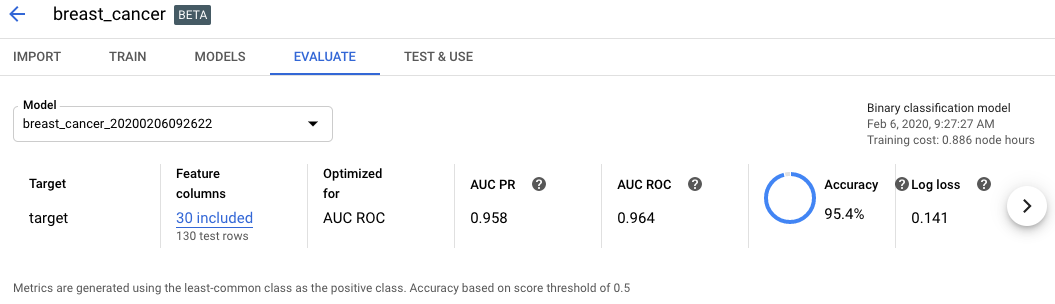 breast_cancer BETA
IMPORT TRAIN MODELS EVALUATE TEST & USE
Model
breast_cancer_20200206092622
Binary classification model
Feb 6, 2020, 9:27:27 AM
Training cost: 0.886 node hours
Target
target
Feature
columns
30 included
130 test rows
Optimized
for
AUC ROC
AUC PR ?
0.958
AUC ROC ?
0.964
Accuracy ?
95.4%
Log loss ?
0.141
Metrics are generated using the least-common class as the positive class. Accuracy based on score threshold of 0.5